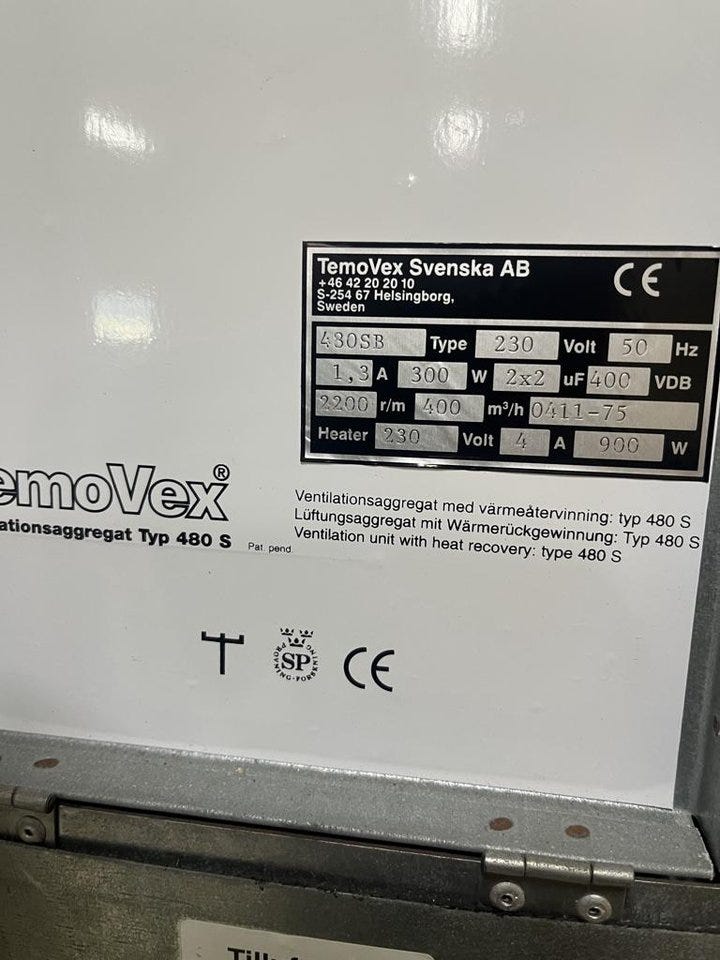 TemoVex Svenska AB
+46 42 20 20 10
S-254 67 Helsingborg,
Sweden
CE
480SB Type 230 Volt 50 Hz
1,3 A 300 W 2x2 uF 400 VDB
2200 r/m 400 m³/h 0411-75
Heater 230 Volt 4 A 900 W
emoVex®
ationsaggregat Typ 480 S
Pat. pend.
Ventilationsaggregat med värmeåtervinning: typ 480 S
Lüftungsaggregat mit Wärmerückgewinnung: Typ 480 S
Ventilation unit with heat recovery: type 480 S
SP
PROVNING·FORSKNING
CE